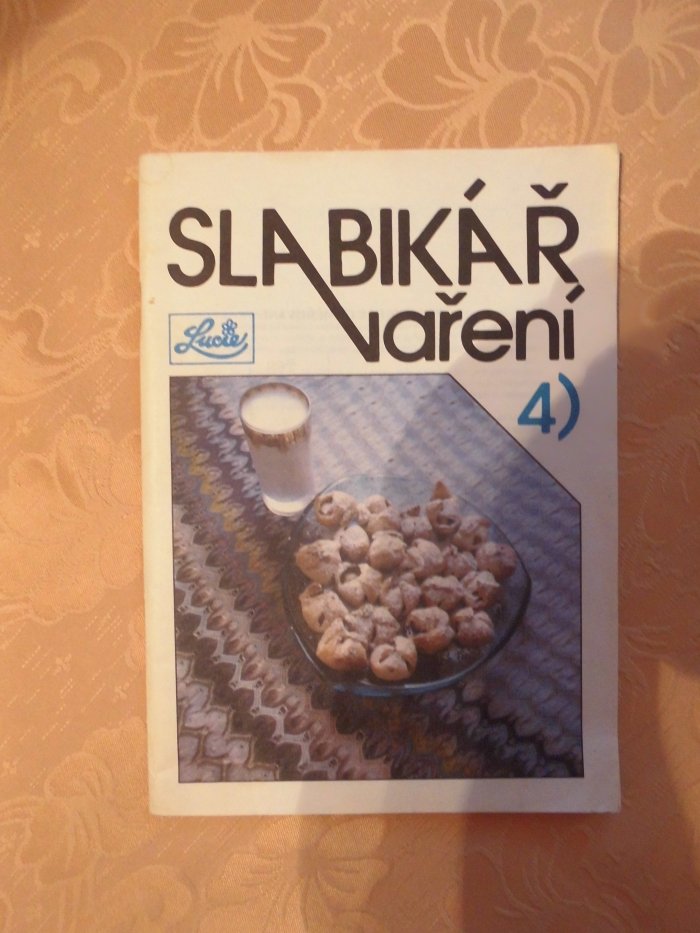 SLABIKÁŘ
vaření
Lucie
4)